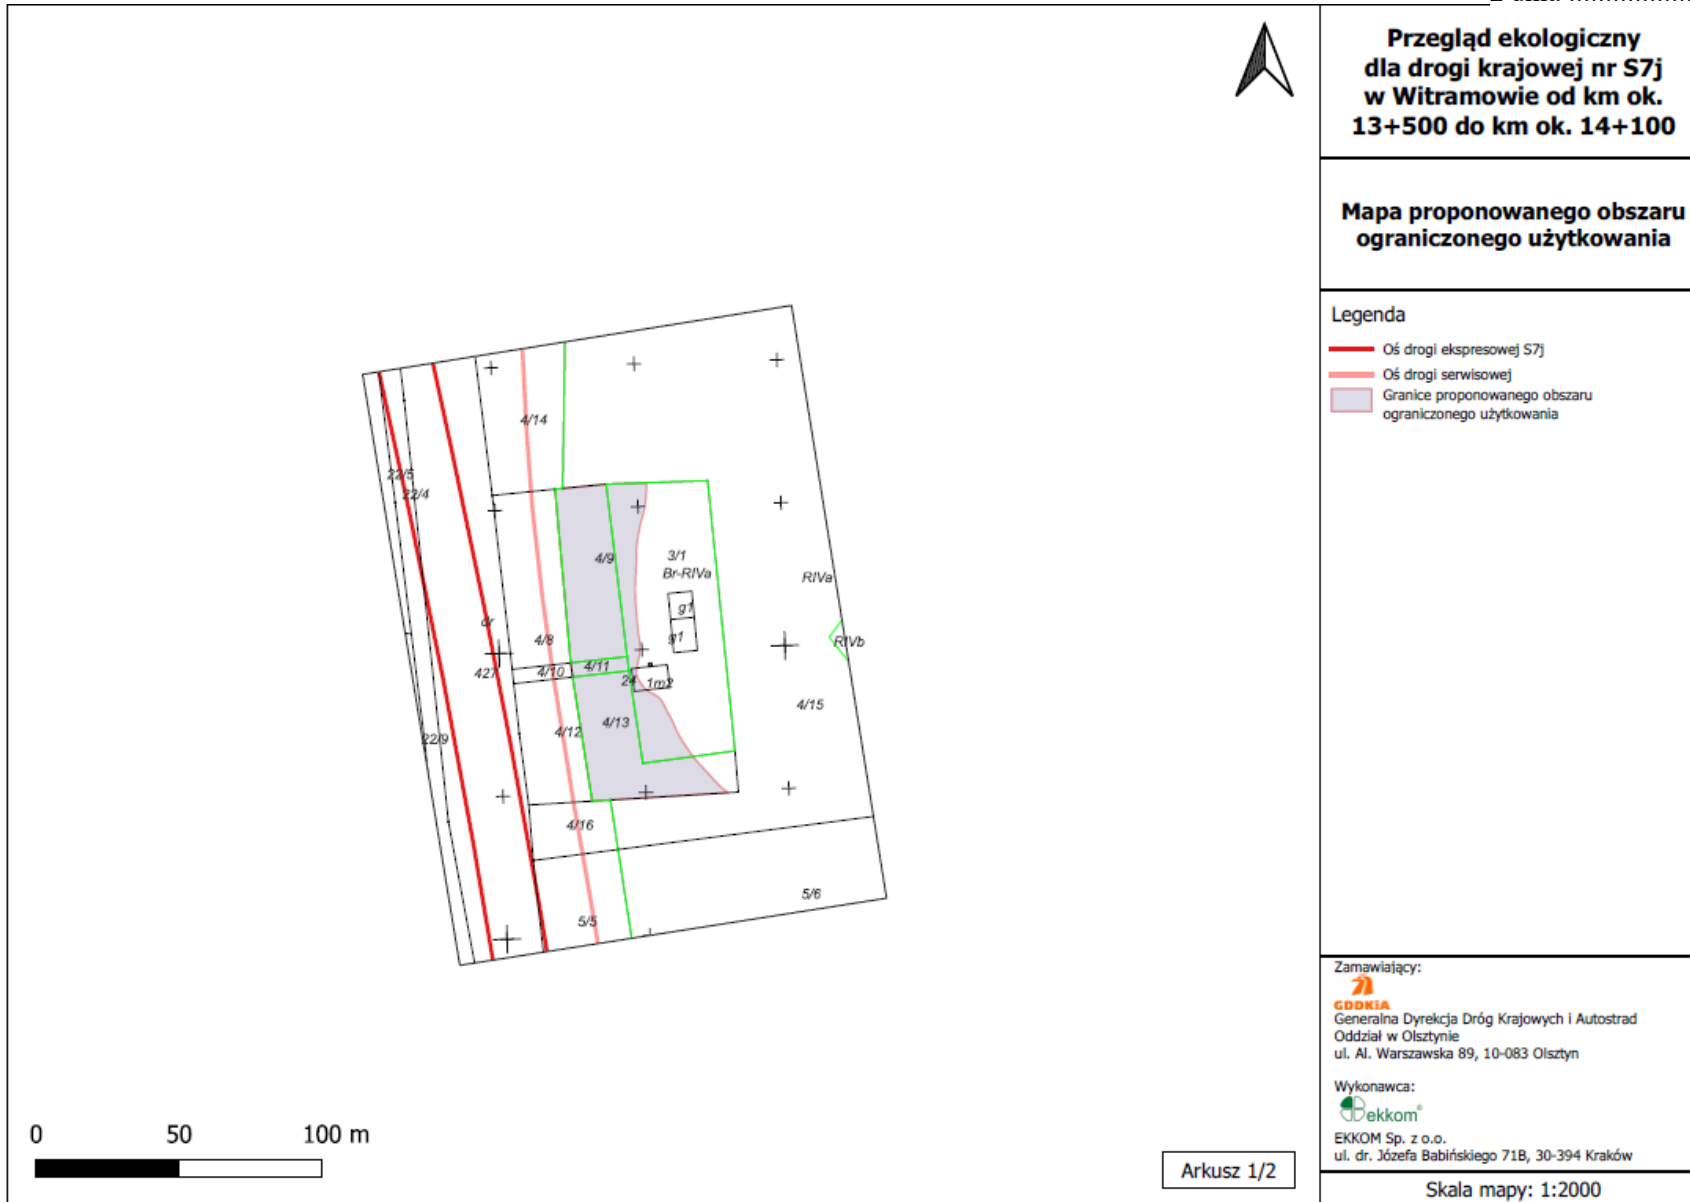 Przegląd ekologiczny
dla drogi krajowej nr S7j
w Witramowie od km ok.
13+500 do km ok. 14+100
Mapa proponowanego obszaru
ograniczonego użytkowania
Legenda
Oś drogi ekspresowej S7j
Oś drogi serwisowej
Granice proponowanego obszaru
ograniczonego użytkowania
4/14
22/5
22/4
4/9
3/1
Br-RIVa
RIVa
g1
dr
4/8
g1
RIVb
427
4/10
4/11
24
1m2
4/15
4/12
4/13
22/9
4/16
5/6
5/5
Zamawiający:
GDDKiA
Generalna Dyrekcja Dróg Krajowych i Autostrad
Oddział w Olsztynie
ul. Al. Warszawska 89, 10-083 Olsztyn
Wykonawca:
ekkom®
EKKOM Sp. z o.o.
ul. dr. Józefa Babińskiego 71B, 30-394 Kraków
0 50 100 m
Arkusz 1/2
Skala mapy: 1:2000